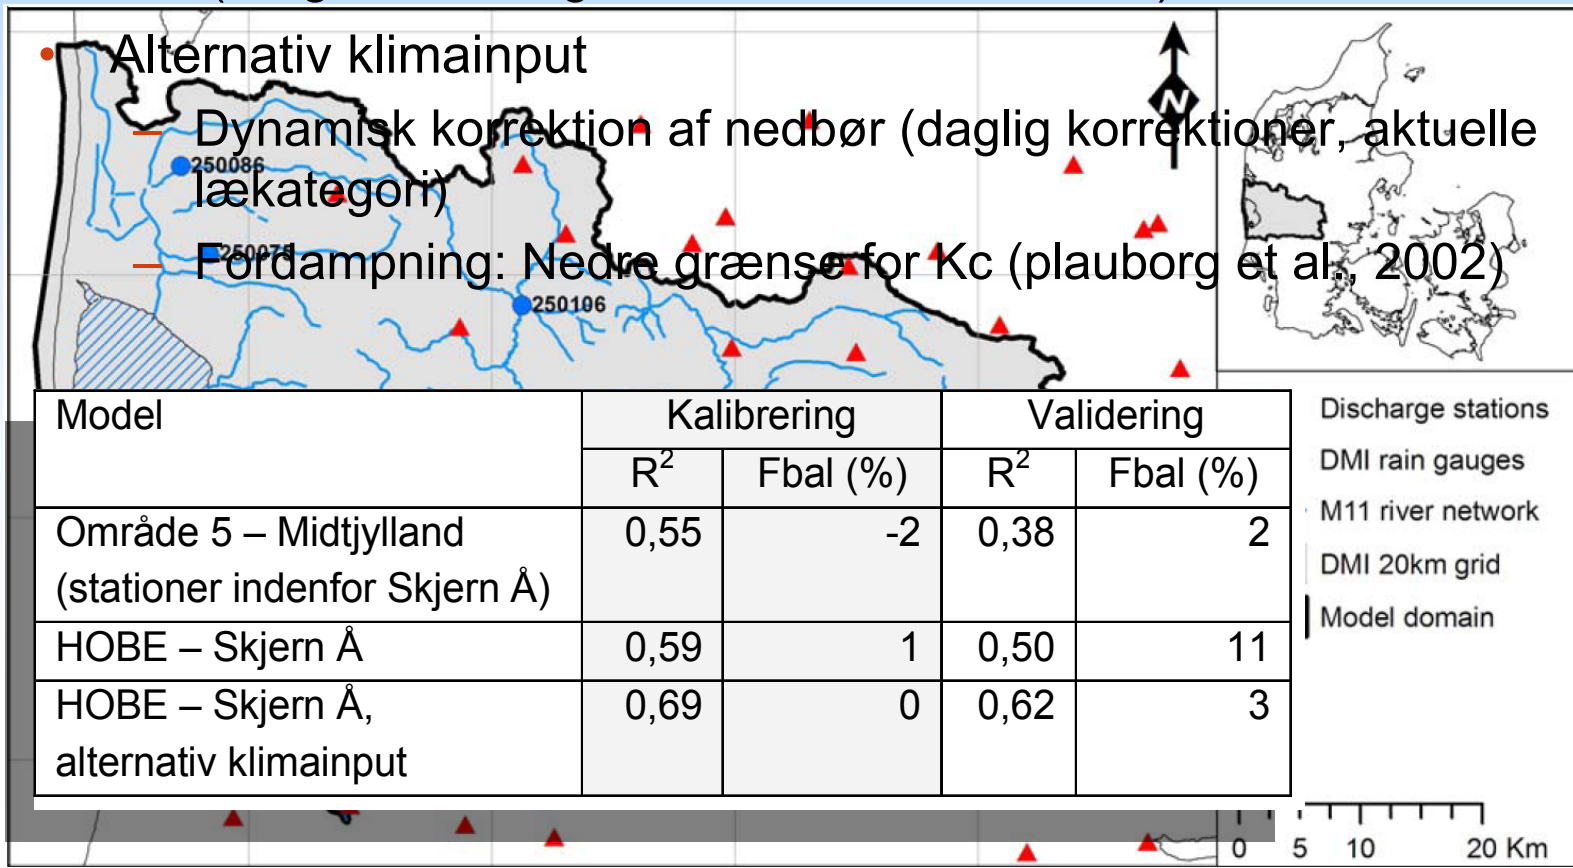 • Alternativ klimainput
– Dynamisk korrektion af nedbør (daglig korrektioner, aktuelle
lækategori)
– Fordampning: Nedre grænse for Kc (plauborg et al., 2002)
N
250086
250075
250106
Model Kalibrering Validering
R² Fbal (%) R² Fbal (%)
Område 5 – Midtjylland 0,55 -2 0,38 2
(stationer indenfor Skjern Å)
HOBE – Skjern Å 0,59 1 0,50 11
HOBE – Skjern Å, 0,69 0 0,62 3
alternativ klimainput
Discharge stations
DMI rain gauges
M11 river network
DMI 20km grid
Model domain
0 5 10 20 Km